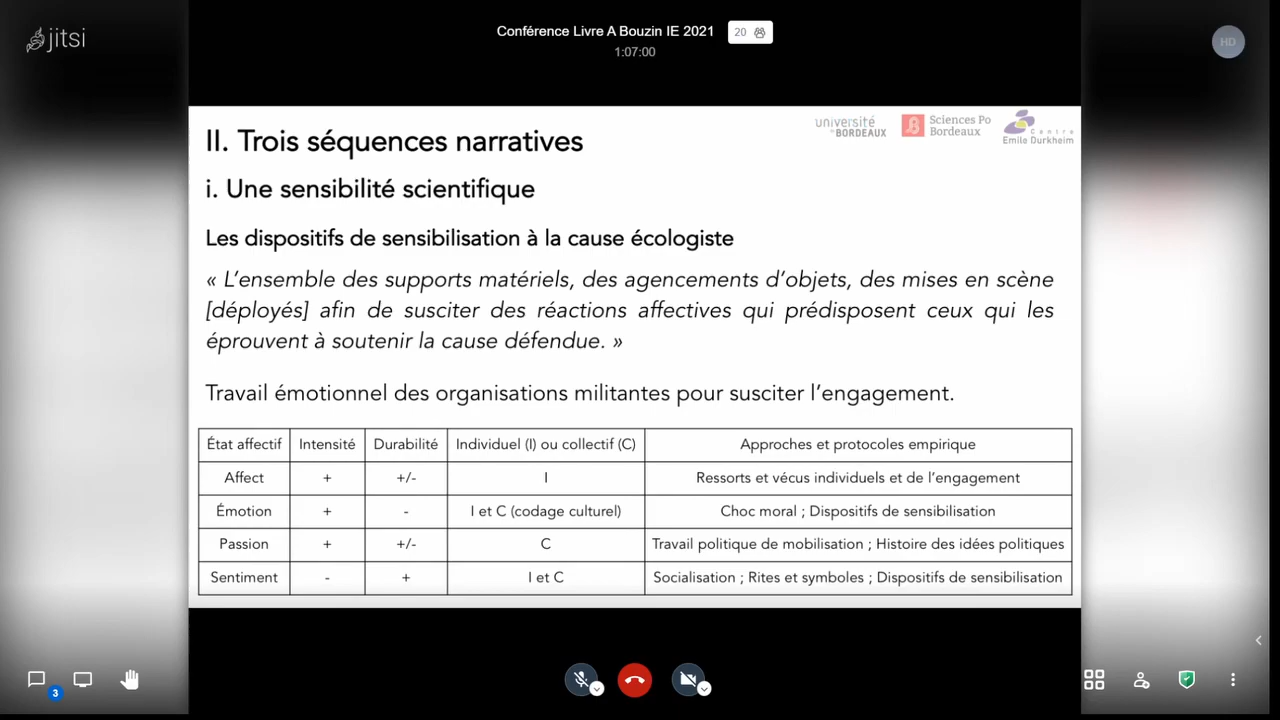 jitsi
Conférence Livre A Bouzin IE 2021
20
1:07:00
HD
université
de BORDEAUX
Sciences Po
Bordeaux
Centre
Emile Durkheim
II. Trois séquences narratives
i. Une sensibilité scientifique
Les dispositifs de sensibilisation à la cause écologiste
« L’ensemble des supports matériels, des agencements d’objets, des mises en scène
[déployés] afin de susciter des réactions affectives qui prédisposent ceux qui les
éprouvent à soutenir la cause défendue. »
Travail émotionnel des organisations militantes pour susciter l’engagement.
État affectif Intensité Durabilité Individuel (I) ou collectif (C) Approches et protocoles empirique
Affect + +/- I Ressorts et vécus individuels et de l’engagement
Émotion + - I et C (codage culturel) Choc moral ; Dispositifs de sensibilisation
Passion + +/- C Travail politique de mobilisation ; Histoire des idées politiques
Sentiment - + I et C Socialisation ; Rites et symboles ; Dispositifs de sensibilisation
3